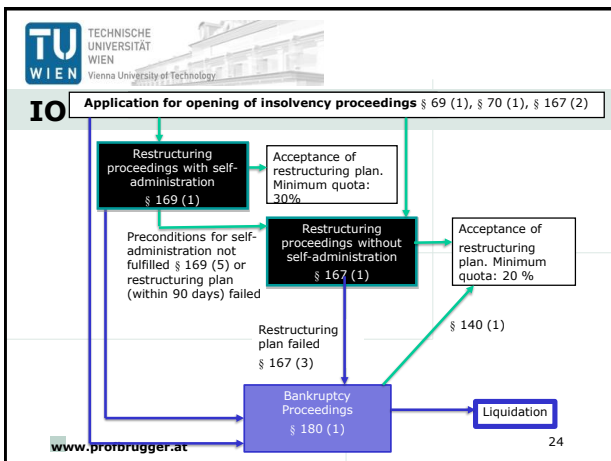 TU
WIEN
TECHNISCHE
UNIVERSITÄT
WIEN
Vienna University of Technology
IO
Application for opening of insolvency proceedings § 69 (1), § 70 (1), § 167 (2)
Restructuring
proceedings with self-
administration
§ 169 (1)
Acceptance of
restructuring plan.
Minimum quota:
30%
Preconditions for self-
administration not
fulfilled § 169 (5) or
restructuring plan
(within 90 days) failed
Restructuring
proceedings without
self-administration
§ 167 (1)
Acceptance of
restructuring
plan. Minimum
quota: 20 %
Restructuring
plan failed
§ 167 (3)
§ 140 (1)
Bankruptcy
Proceedings
§ 180 (1)
Liquidation
www.profbrugger.at
24